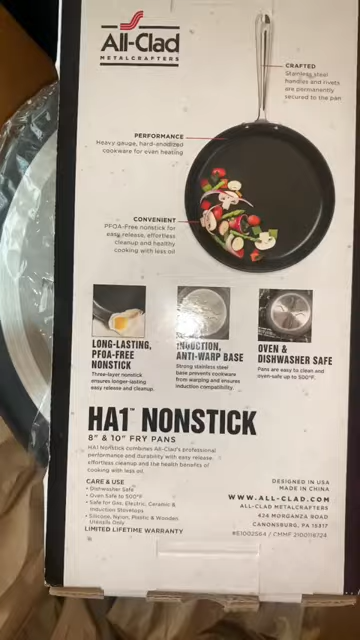 All-Clad
METALCRAFTERS
CRAFTED
Stainless steel
handles and rivets
are permanently
secured to the pan
PERFORMANCE
Heavy gauge, hard-anodized
cookware for even heating
CONVENIENT
PFOA-Free nonstick for
easy release, effortless
cleanup and healthy
cooking with less oil
LONG-LASTING,
PFOA-FREE
NONSTICK
Three-layer nonstick
ensures longer-lasting
easy release and cleanup.
INDUCTION,
ANTI-WARP BASE
Strong stainless steel
base prevents cookware
from warping and ensures
induction compatibility.
OVEN &
DISHWASHER SAFE
Pans are easy to clean and
oven-safe up to 500°F.
HA1™ NONSTICK
8" & 10" FRY PANS
HA1 Nonstick combines All-Clad's professional
performance and durability with easy release,
effortless cleanup and the health benefits of
cooking with less oil.
CARE & USE
• Dishwasher Safe
• Oven Safe to 500°F
• Safe for Gas, Electric, Ceramic &
Induction Stovetops
• Silicone, Nylon, Plastic & Wooden
Utensils Only
LIMITED LIFETIME WARRANTY
DESIGNED IN USA
MADE IN CHINA
WWW.ALL-CLAD.COM
ALL-CLAD METALCRAFTERS
424 MORGANZA ROAD
CANONSBURG, PA 15317
#E1002S64 / CMMF 2100116724